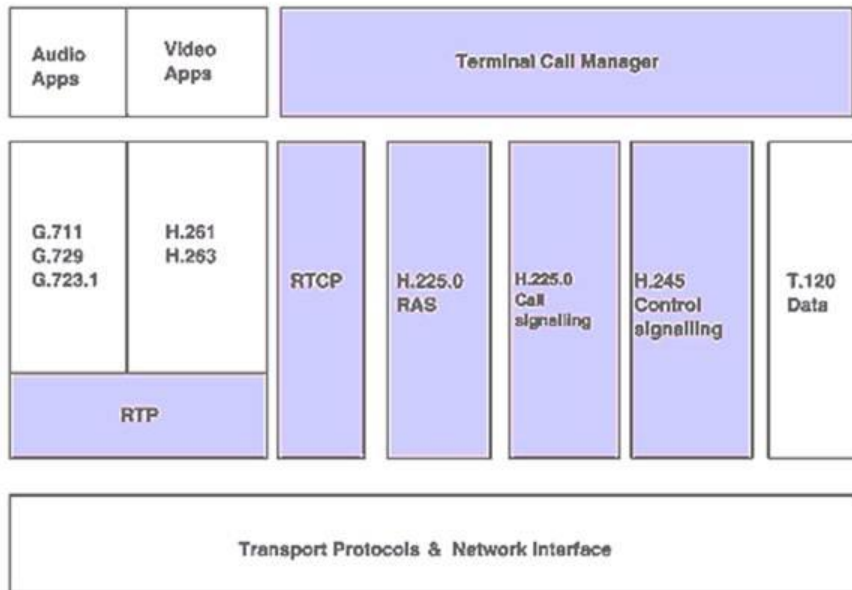 Audio
Apps
Video
Apps
Terminal Call Manager
G.711
G.729
G.723.1
H.261
H.263
RTCP
H.225.0
RAS
H.225.0
Call
signalling
H.245
Control
signalling
T.120
Data
RTP
Transport Protocols & Network Interface